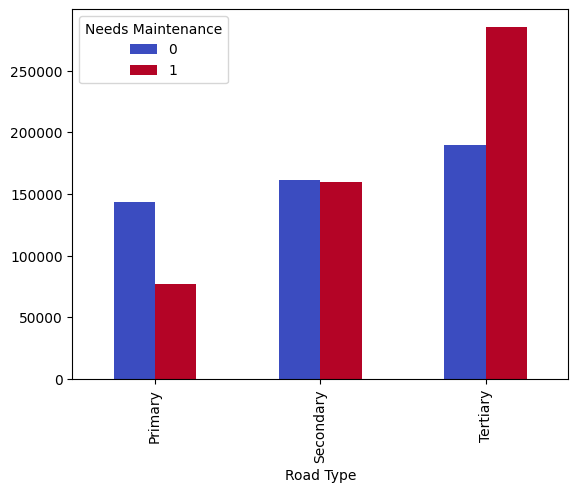 Needs Maintenance
0
1
250000
200000
150000
100000
50000
0
Primary
Secondary
Tertiary
Road Type